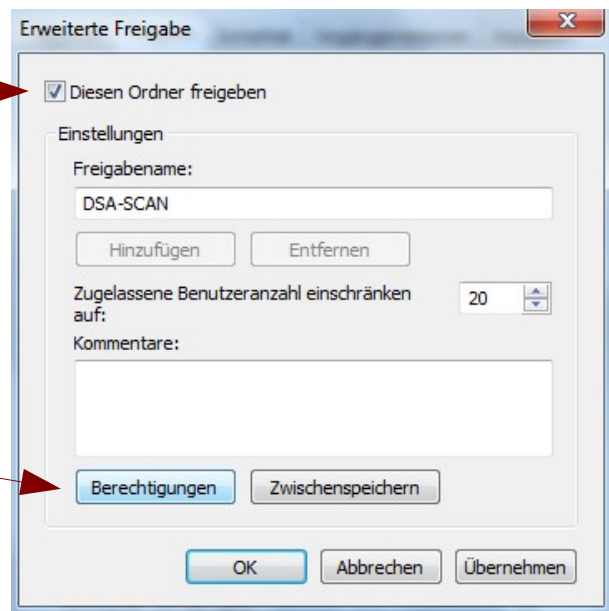 Erweiterte Freigabe
Diesen Ordner freigeben
Einstellungen
Freigabename:
DSA-SCAN
Hinzufügen Entfernen
Zugelassene Benutzeranzahl einschränken 20
auf:
Kommentare:
Berechtigungen Zwischenspeichern
OK Abbrechen Übernehmen